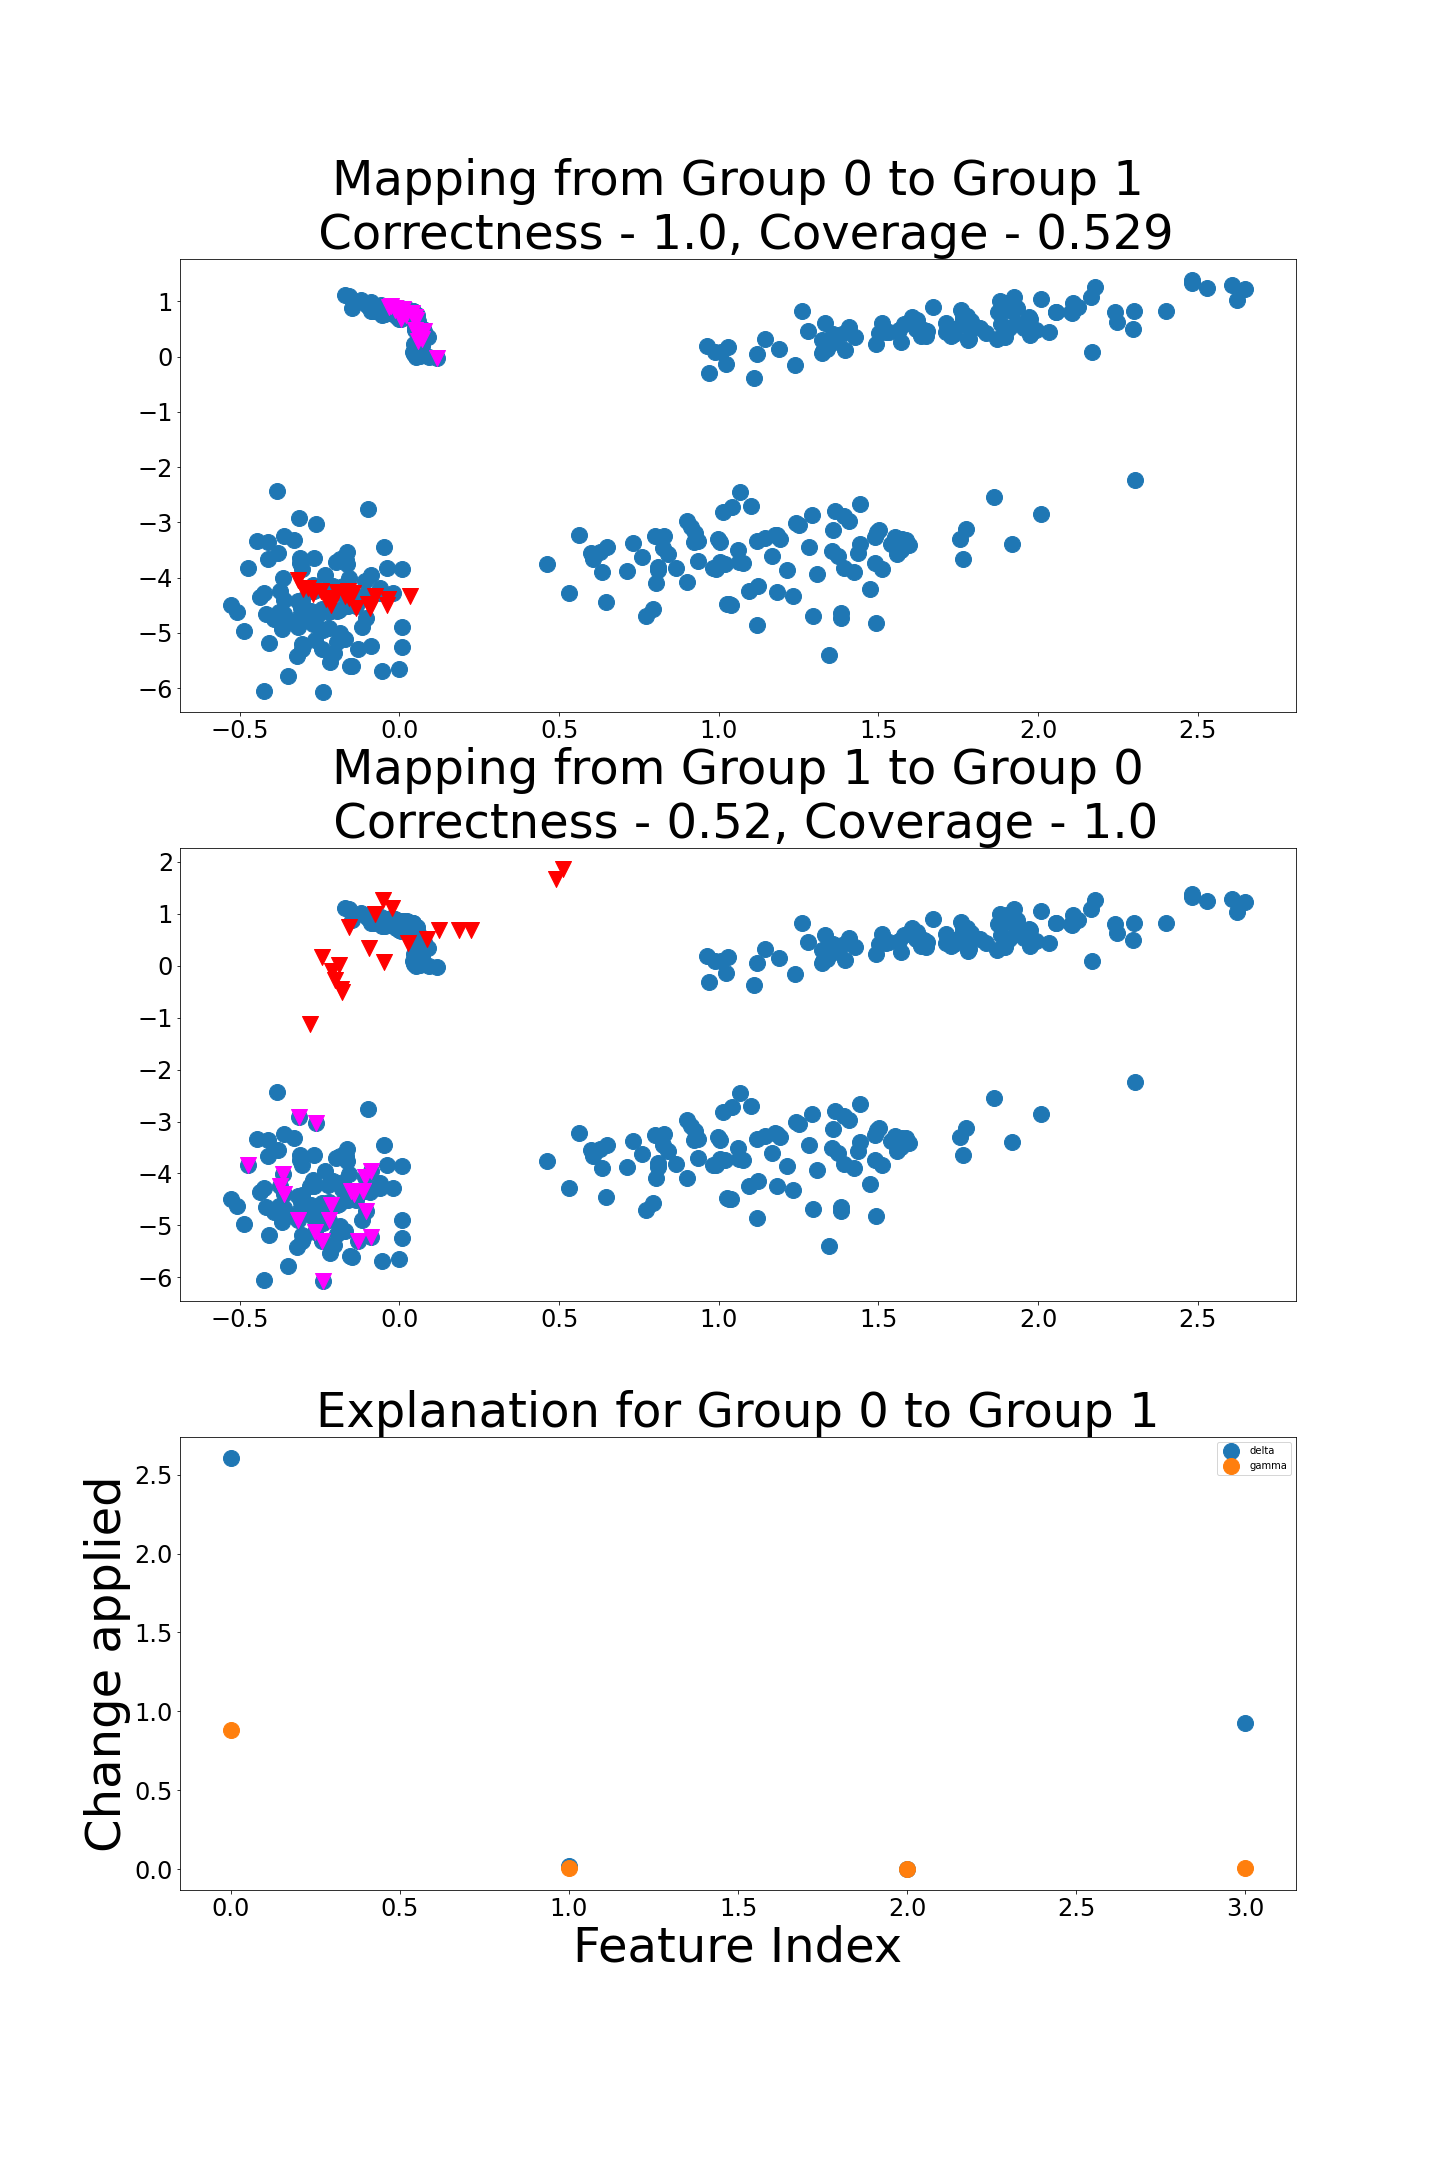 Mapping from Group 0 to Group 1
Correctness - 1.0, Coverage - 0.529
1
0
−1
−2
−3
−4
−5
−6
−0.5 0.0 0.5 1.0 1.5 2.0 2.5
Mapping from Group 1 to Group 0
Correctness - 0.52, Coverage - 1.0
2
1
0
−1
−2
−3
−4
−5
−6
−0.5 0.0 0.5 1.0 1.5 2.0 2.5
Explanation for Group 0 to Group 1
delta
gamma
Change applied
2.5
2.0
1.5
1.0
0.5
0.0
0.0 0.5 1.0 1.5 2.0 2.5 3.0
Feature Index